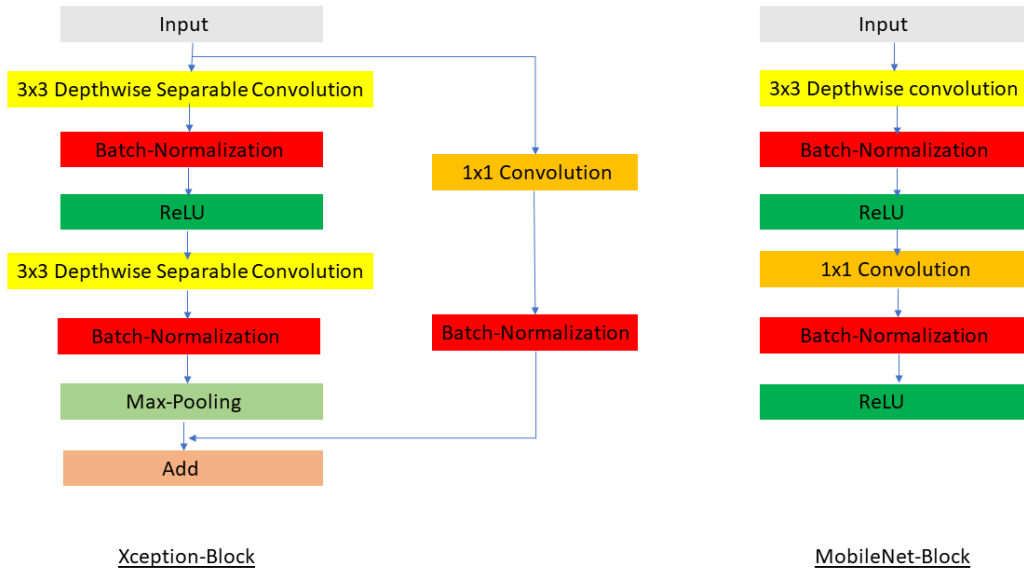 Input
3x3 Depthwise Separable Convolution
Batch-Normalization
ReLU
3x3 Depthwise Separable Convolution
Batch-Normalization
Max-Pooling
Add
1x1 Convolution
Batch-Normalization
Xception-Block
Input
3x3 Depthwise convolution
Batch-Normalization
ReLU
1x1 Convolution
Batch-Normalization
ReLU
MobileNet-Block